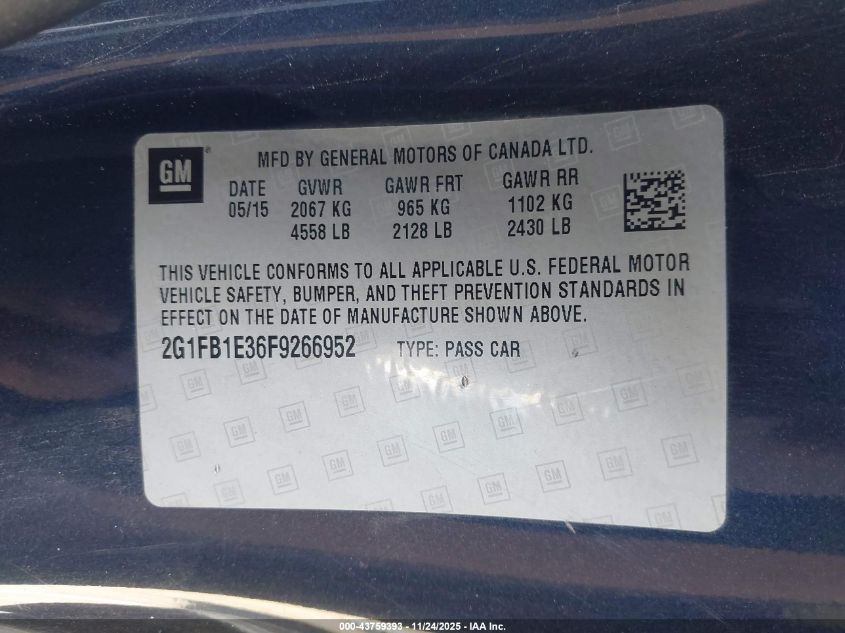 GM
MFD BY GENERAL MOTORS OF CANADA LTD.
DATE GVWR GAWR FRT GAWR RR
05/15 2067 KG 965 KG 1102 KG
4558 LB 2128 LB 2430 LB
THIS VEHICLE CONFORMS TO ALL APPLICABLE U.S. FEDERAL MOTOR
VEHICLE SAFETY, BUMPER, AND THEFT PREVENTION STANDARDS IN
EFFECT ON THE DATE OF MANUFACTURE SHOWN ABOVE.
2G1FB1E36F9266952 TYPE: PASS CAR
000-43759393 - 11/24/2025 - IAA Inc.